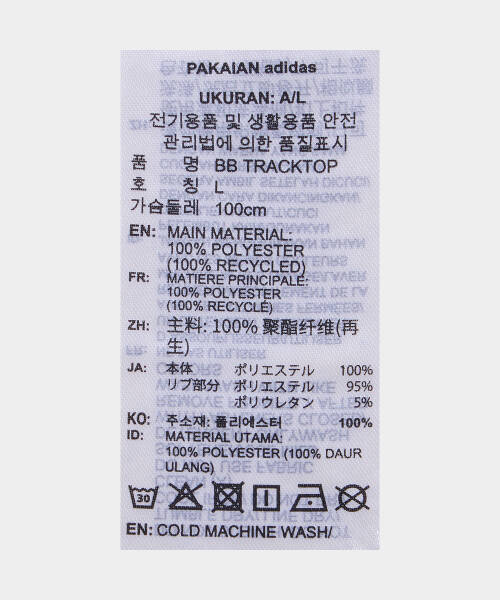 PAKAIAN adidas
UKURAN: A/L
전기용품 및 생활용품 안전
관리법에 의한 품질표시
품 명 BB TRACKTOP
호 칭 L
가슴둘레 100cm
EN: MAIN MATERIAL:
100% POLYESTER
(100% RECYCLED)
FR: MATIERE PRINCIPALE:
100% POLYESTER
(100% RECYCLÉ)
ZH: 主料: 100% 聚酯纤维(再
生)
JA: 本体 ポリエステル 100%
リブ部分 ポリエステル 95%
ポリウレタン 5%
KO: 주소재: 폴리에스터 100%
ID: MATERIAL UTAMA:
100% POLYESTER (100% DAUR
ULANG)
30
EN: COLD MACHINE WASH/